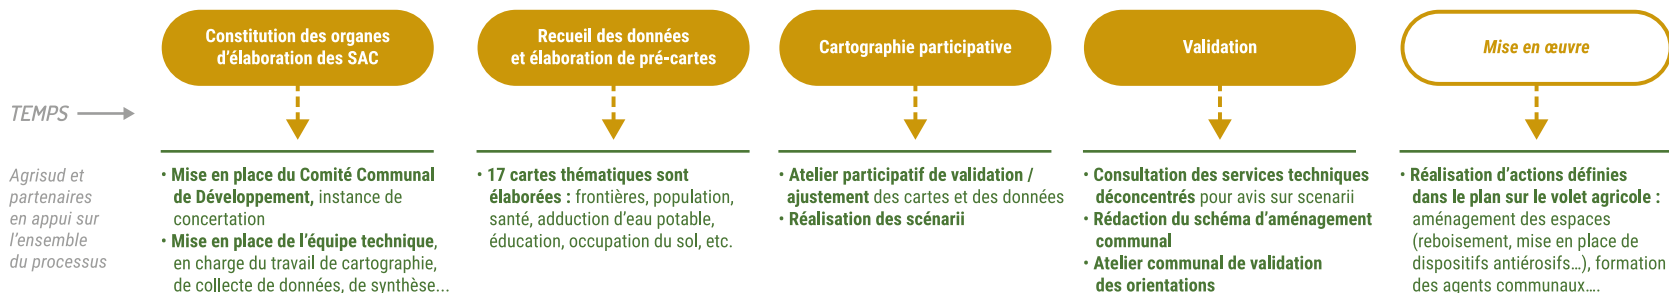 Constitution des organes
d’élaboration des SAC
Recueil des données
et élaboration de pré-cartes
Cartographie participative
Validation
Mise en œuvre
TEMPS
Agrisud et
partenaires
en appui sur
l’ensemble
du processus
• Mise en place du Comité Communal
de Développement, instance de
concertation
• Mise en place de l’équipe technique,
en charge du travail de cartographie,
de collecte de données, de synthèse...
• 17 cartes thématiques sont
élaborées : frontières, population,
santé, adduction d’eau potable,
éducation, occupation du sol, etc.
• Atelier participatif de validation /
ajustement des cartes et des données
• Réalisation des scénarii
• Consultation des services techniques
déconcentrés pour avis sur scenarii
• Rédaction du schéma d’aménagement
communal
• Atelier communal de validation
des orientations
• Réalisation d’actions définies
dans le plan sur le volet agricole :
aménagement des espaces
(reboisement, mise en place de
dispositifs antiérosifs…), formation
des agents communaux….